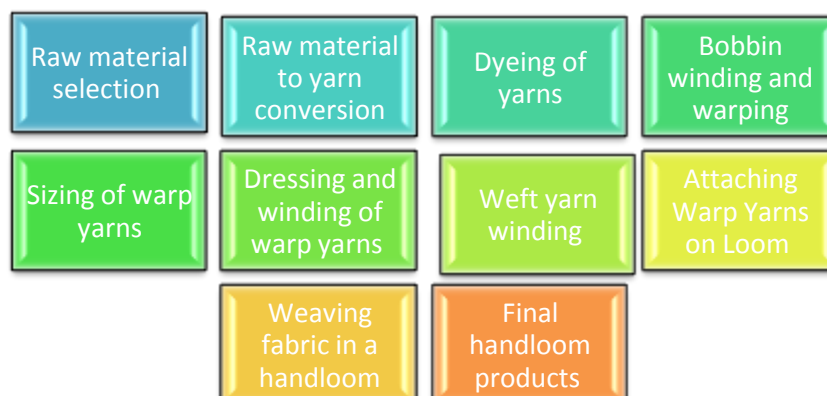 Raw material
selection
Raw material
to yarn
conversion
Dyeing of
yarns
Bobbin
winding and
warping
Sizing of warp
yarns
Dressing and
winding of
warp yarns
Weft yarn
winding
Attaching
Warp Yarns
on Loom
Weaving
fabric in a
handloom
Final
handloom
products